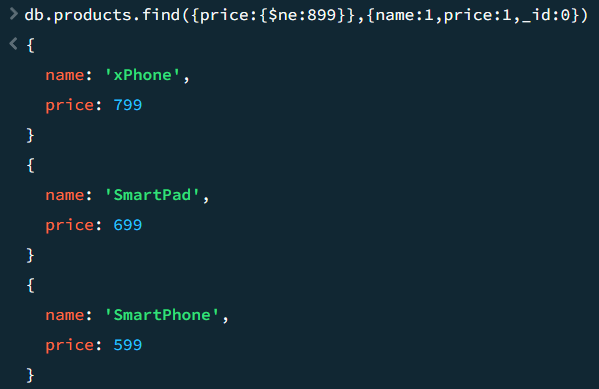 > db.products.find({price:{$ne:899}},{name:1,price:1,_id:0})
< {
name: 'xPhone',
price: 799
}
{
name: 'SmartPad',
price: 699
}
{
name: 'SmartPhone',
price: 599
}